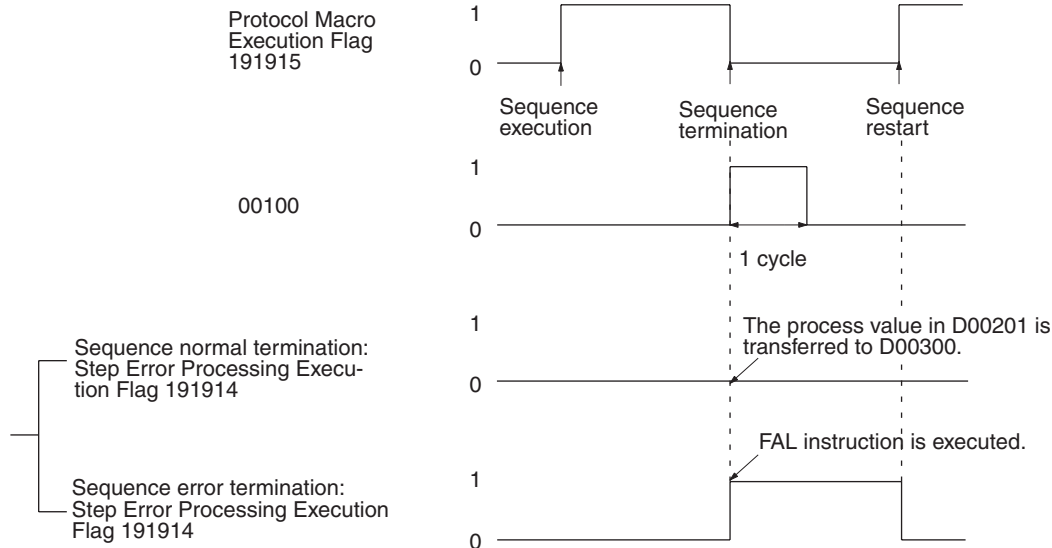 Protocol Macro
Execution Flag
191915
1
0
Sequence
execution
Sequence
termination
Sequence
restart
00100
1
0
1 cycle
Sequence normal termination:
Step Error Processing Execu-
tion Flag 191914
1
0
The process value in D00201 is
transferred to D00300.
Sequence error termination:
Step Error Processing Execution
Flag 191914
1
0
FAL instruction is executed.